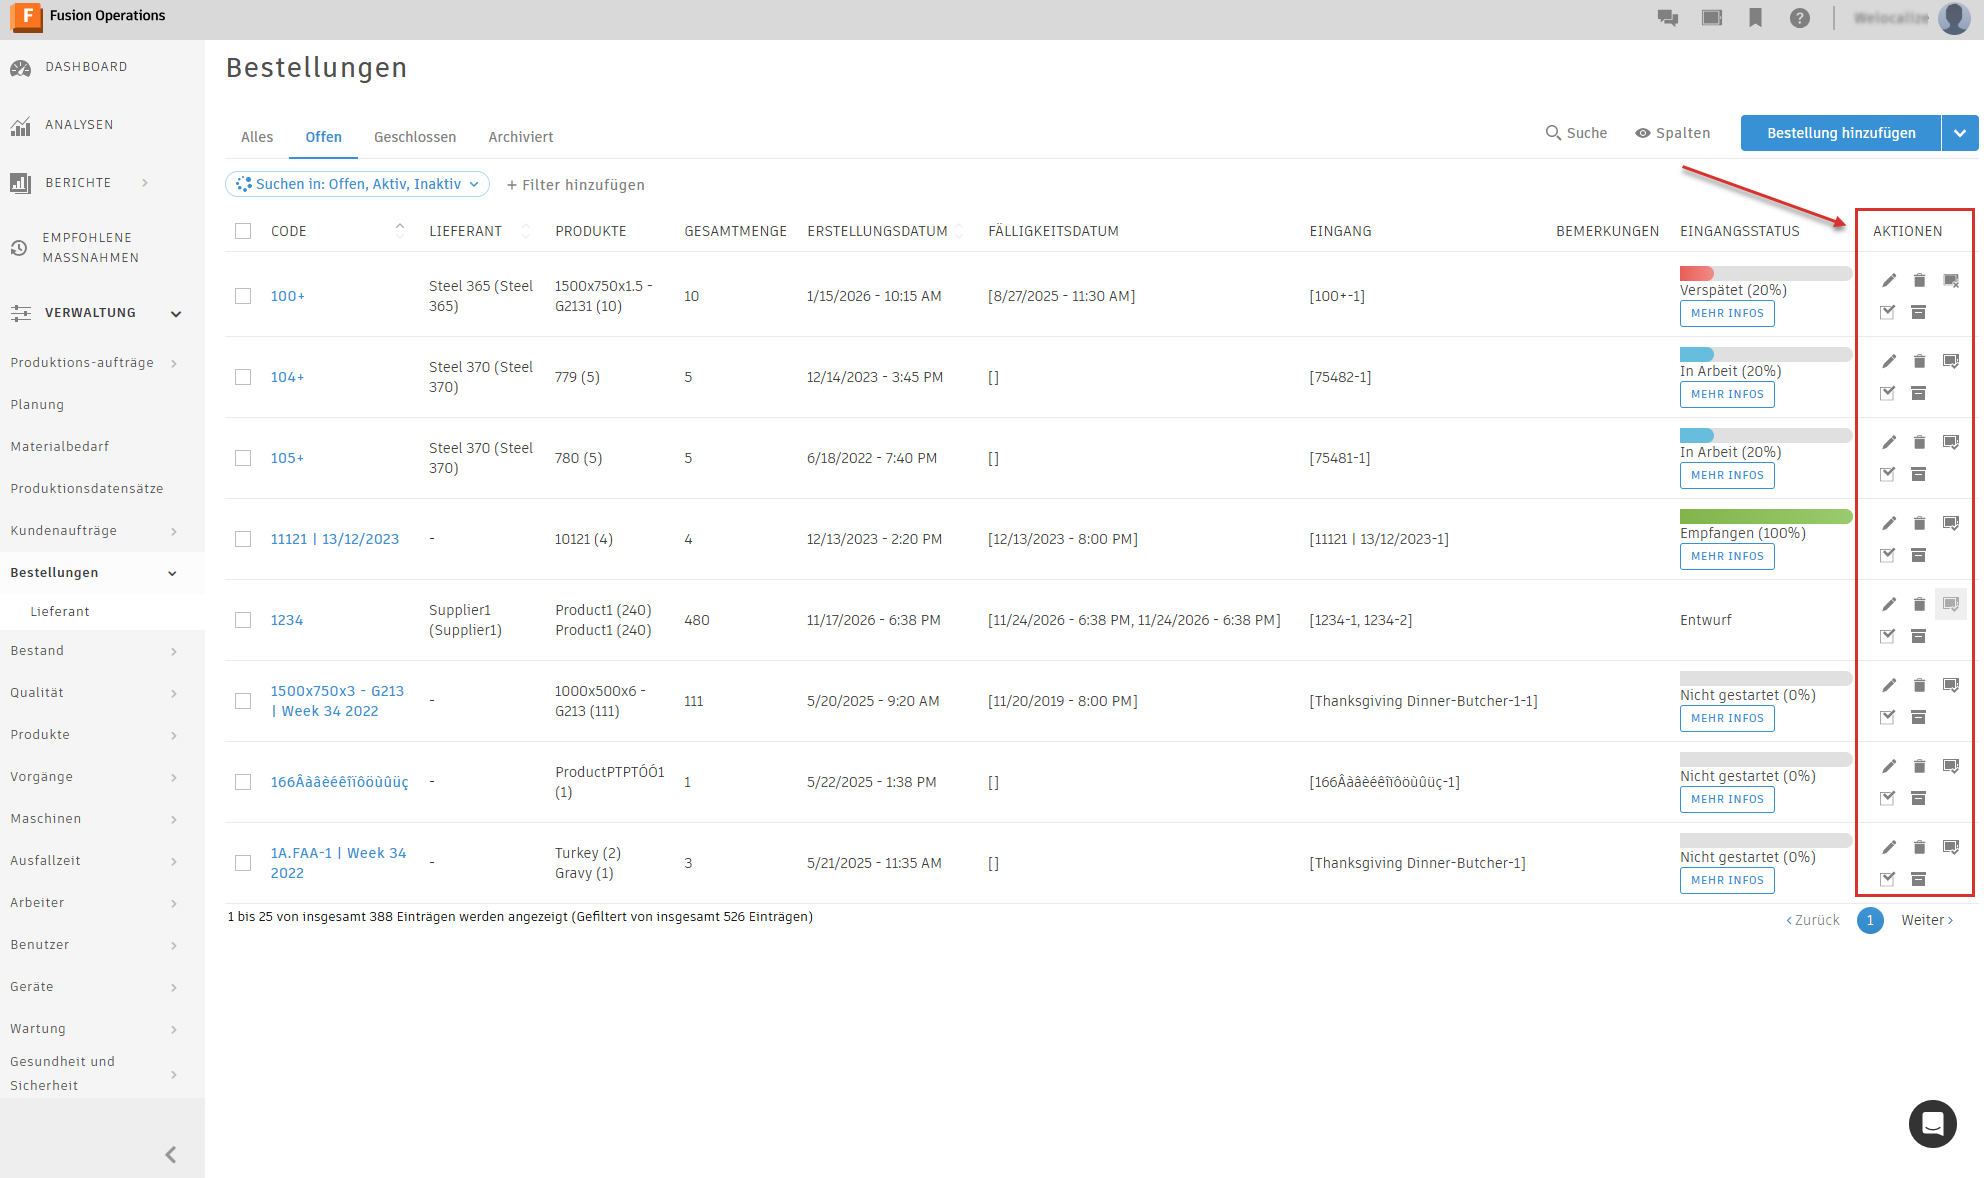 F Fusion Operations
DASHBOARD
ANALYSEN
BERICHTE
EMPFOHLENE
MASSNAHMEN
VERWALTUNG
Produktions-aufträge
Planung
Materialbedarf
Produktionsdatensätze
Kundenaufträge
Bestellungen
Lieferant
Bestand
Qualität
Produkte
Vorgänge
Maschinen
Ausfallzeit
Arbeiter
Benutzer
Geräte
Wartung
Gesundheit und
Sicherheit
Bestellungen
Alles Offen Geschlossen Archiviert
Suche Spalten Bestellung hinzufügen
Suchen in: Offen, Aktiv, Inaktiv + Filter hinzufügen
CODE LIEFERANT PRODUKTE GESAMTMENGE ERSTELLUNGSDATUM FÄLLIGKEITSDATUM EINGANG BEMERKUNGEN EINGANGSSTATUS AKTIONEN
100+ Steel 365 (Steel 365) 1500x750x1.5 - G2131 (10) 10 1/15/2026 - 10:15 AM [8/27/2025 - 11:30 AM] [100+-1] Verspätet (20%) MEHR INFOS
104+ Steel 370 (Steel 370) 779 (5) 5 12/14/2023 - 3:45 PM [] [75482-1] In Arbeit (20%) MEHR INFOS
105+ Steel 370 (Steel 370) 780 (5) 5 6/18/2022 - 7:40 PM [] [75481-1] In Arbeit (20%) MEHR INFOS
11121 | 13/12/2023 - 10121 (4) 4 12/13/2023 - 2:20 PM [12/13/2023 - 8:00 PM] [11121 | 13/12/2023-1] Empfangen (100%) MEHR INFOS
1234 Supplier1 (Supplier1) Product1 (240) Product1 (240) 480 11/17/2026 - 6:38 PM [11/24/2026 - 6:38 PM, 11/24/2026 - 6:38 PM] [1234-1, 1234-2] Entwurf
1500x750x3 - G213 | Week 34 2022 - 1000x500x6 - G213 (111) 111 5/20/2025 - 9:20 AM [11/20/2019 - 8:00 PM] [Thanksgiving Dinner-Butcher-1-1] Nicht gestartet (0%) MEHR INFOS
166Âàâèéêîïôöùûüç - ProductPTPTÓÓ1 (1) 1 5/22/2025 - 1:38 PM [] [166Âàâèéêîïôöùûüç-1] Nicht gestartet (0%) MEHR INFOS
1A.FAA-1 | Week 34 2022 - Turkey (2) Gravy (1) 3 5/21/2025 - 11:35 AM [] [Thanksgiving Dinner-Butcher-1] Nicht gestartet (0%) MEHR INFOS
1 bis 25 von insgesamt 388 Einträgen werden angezeigt (Gefiltert von insgesamt 526 Einträgen)
Zurück 1 Weiter